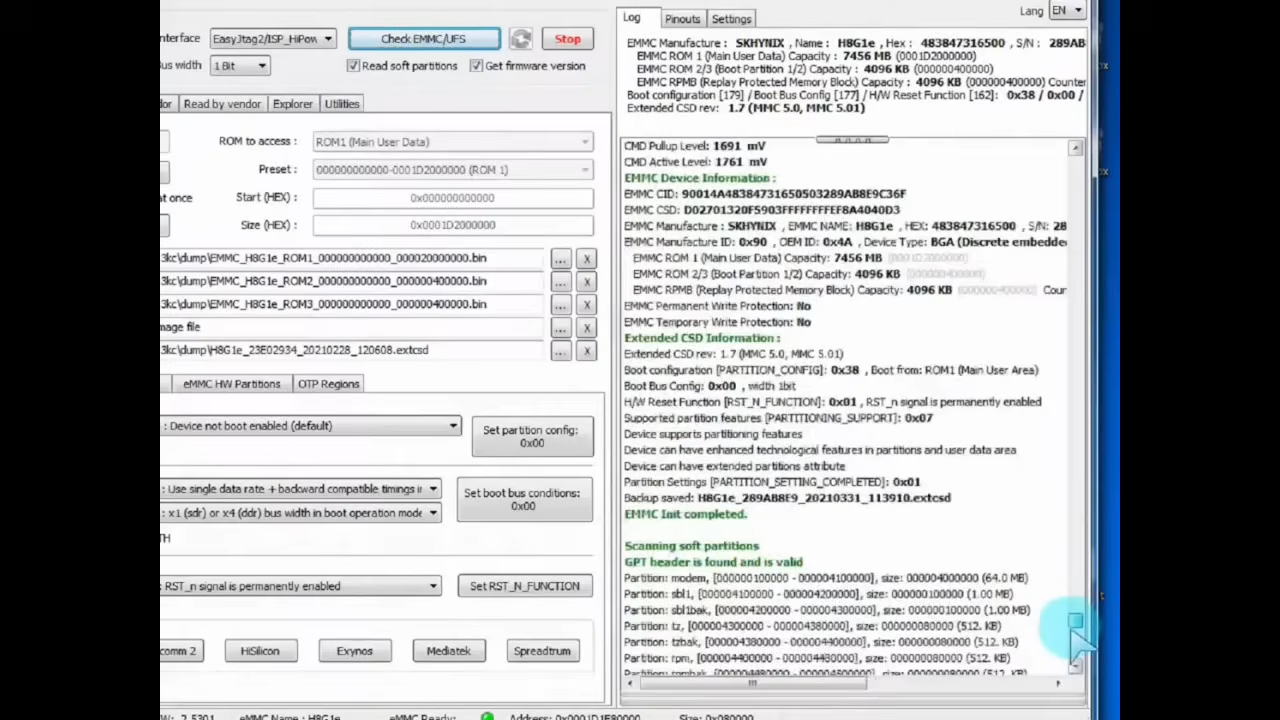 nterface EasyJtag2/ISP_HiPow Check EMMC/UFS Stop
us width 1 Bit Read soft partitions Get firmware version
dor Read by vendor Explorer Utilities
ROM to access : ROM1 (Main User Data)
Preset : 000000000000-0001D2000000 (ROM 1)
at once Start (HEX) : 0x000000000000
Size (HEX) : 0x0001D2000000
3kc\dump\EMMC_H8G1e_ROM1_000000000000_000020000000.bin ... X
3kc\dump\EMMC_H8G1e_ROM2_000000000000_000000400000.bin ... X
3kc\dump\EMMC_H8G1e_ROM3_000000000000_000000400000.bin ... X
mage file ... X
3kc\dump\H8G1e_23E02934_20210228_120608.extcsd ... X
eMMC HW Partitions OTP Regions
: Device not boot enabled (default) Set partition config:
0x00
: Use single data rate + backward compatible timings i Set boot bus conditions:
: x1 (sdr) or x4 (ddr) bus width in boot operation mode 0x00
TH
: RST_n signal is permanently enabled Set RST_N_FUNCTION
comm 2 HiSilicon Exynos Mediatek Spreadtrum
W: 2.5301 eMMC Name : H8G1e eMMC Ready: Address: 0x0001D1F80000 Size: 0x080000
Log Pinouts Settings Lang EN
EMMC Manufacture : SKHYNIX , Name : H8G1e , Hex : 483847316500 , S/N : 289AB
EMMC ROM 1 (Main User Data) Capacity : 7456 MB (0001D2000000)
EMMC ROM 2/3 (Boot Partition 1/2) Capacity : 4096 KB (000000400000)
EMMC RPMB (Replay Protected Memory Block) Capacity : 4096 KB (000000400000) Counter
Boot configuration [179] / Boot Bus Config [177] / H/W Reset Function [162]: 0x38 / 0x00 /
Extended CSD rev: 1.7 (MMC 5.0, MMC 5.01)
CMD Pullup Level: 1691 mV
CMD Active Level: 1761 mV
EMMC Device Information :
EMMC CID: 90014A48384731650503289AB8E9C36F
EMMC CSD: D02701320F5903FFFFFFFFEF8A4040D3
EMMC Manufacture : SKHYNIX , EMMC NAME: H8G1e , HEX: 483847316500 , S/N: 28
EMMC Manufacture ID: 0x90 , OEM ID: 0x4A , Device Type: BGA (Discrete embedde
EMMC ROM 1 (Main User Data) Capacity: 7456 MB (0001D2000000)
EMMC ROM 2/3 (Boot Partition 1/2) Capacity: 4096 KB (000000400000)
EMMC RPMB (Replay Protected Memory Block) Capacity: 4096 KB (000000400000) Coun
EMMC Permanent Write Protection: No
EMMC Temporary Write Protection: No
Extended CSD Information :
Extended CSD rev: 1.7 (MMC 5.0, MMC 5.01)
Boot configuration [PARTITION_CONFIG]: 0x38 , Boot from: ROM1 (Main User Area)
Boot Bus Config: 0x00 , width 1bit
H/W Reset Function [RST_N_FUNCTION]: 0x01 , RST_n signal is permanently enabled
Supported partition features [PARTITIONING_SUPPORT]: 0x07
Device supports partitioning features
Device can have enhanced technological features in partitions and user data area
Device can have extended partitions attribute
Partition Settings [PARTITION_SETTING_COMPLETED]: 0x01
Backup saved: H8G1e_289AB8E9_20210331_113910.extcsd
EMMC Init completed.
Scanning soft partitions
GPT header is found and is valid
Partition: modem, [000000100000 - 000004100000], size: 000004000000 (64.0 MB)
Partition: sbl1, [000004100000 - 000004200000], size: 000000100000 (1.00 MB)
Partition: sbl1bak, [000004200000 - 000004300000], size: 000000100000 (1.00 MB)
Partition: tz, [000004300000 - 000004380000], size: 000000080000 (512. KB)
Partition: tzbak, [000004380000 - 000004400000], size: 000000080000 (512. KB)
Partition: rpm, [000004400000 - 000004480000], size: 000000080000 (512. KB)